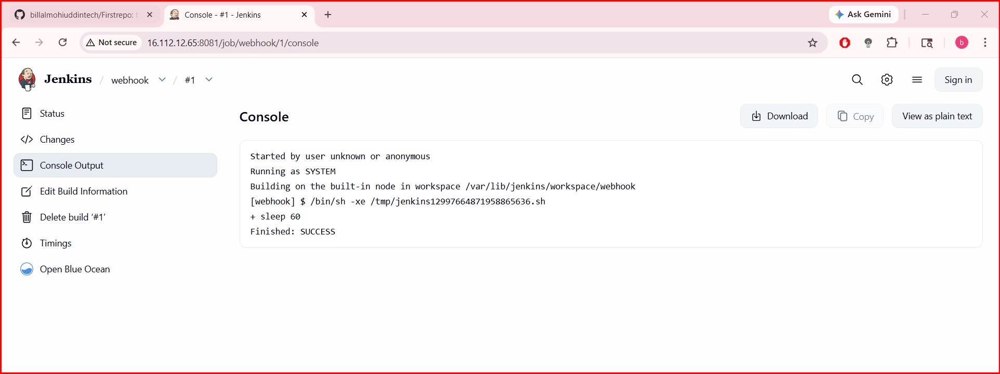 billalmohiuddintech/Firstrepo: t
Console - #1 - Jenkins
Ask Gemini
Not secure
16.112.12.65:8081/job/webhook/1/console
b
Jenkins / webhook / #1
Sign in
Status
Changes
Console Output
Edit Build Information
Delete build ‘#1’
Timings
Open Blue Ocean
Console
Download
Copy
View as plain text
Started by user unknown or anonymous
Running as SYSTEM
Building on the built-in node in workspace /var/lib/jenkins/workspace/webhook
[webhook] $ /bin/sh -xe /tmp/jenkins12997664871958865636.sh
+ sleep 60
Finished: SUCCESS